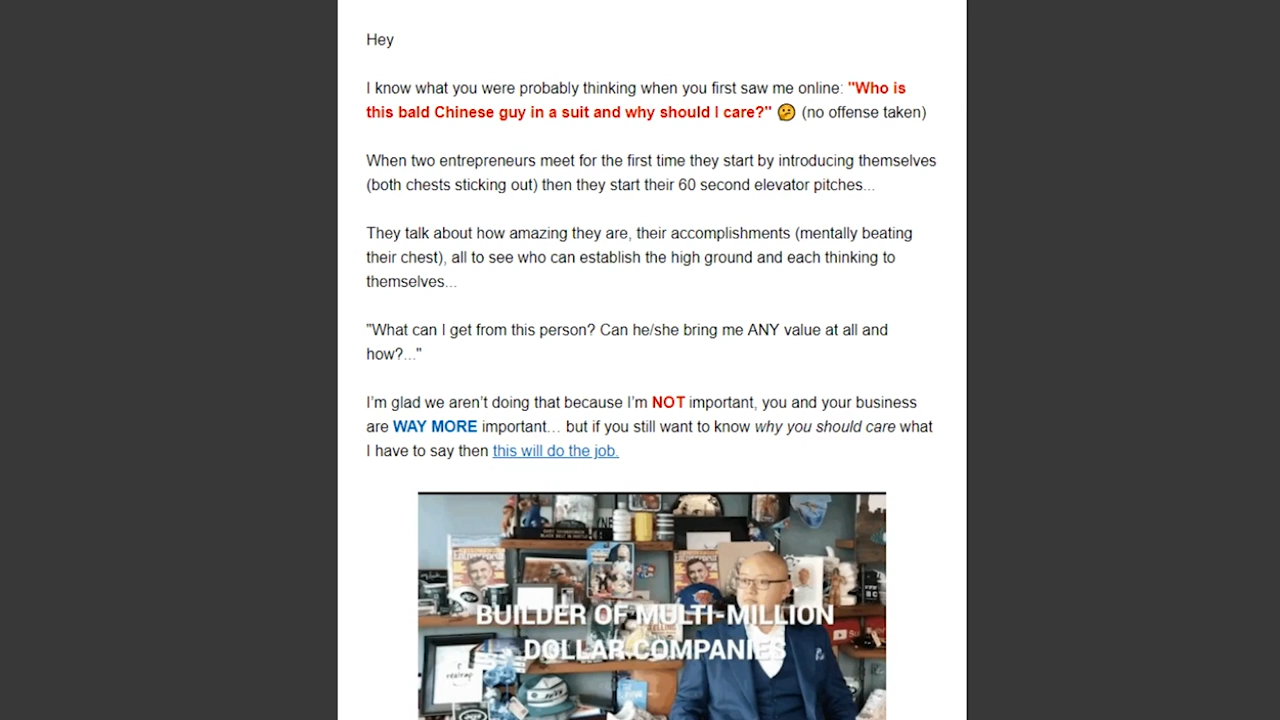 Hey
I know what you were probably thinking when you first saw me online: "Who is
this bald Chinese guy in a suit and why should I care?" 🫤 (no offense taken)
When two entrepreneurs meet for the first time they start by introducing themselves
(both chests sticking out) then they start their 60 second elevator pitches...
They talk about how amazing they are, their accomplishments (mentally beating
their chest), all to see who can establish the high ground and each thinking to
themselves...
"What can I get from this person? Can he/she bring me ANY value at all and
how?..."
I'm glad we aren't doing that because I'm NOT important, you and your business
are WAY MORE important... but if you still want to know why you should care what
I have to say then this will do the job.
BUILDER OF MULTI-MILLION
DOLLAR COMPANIES